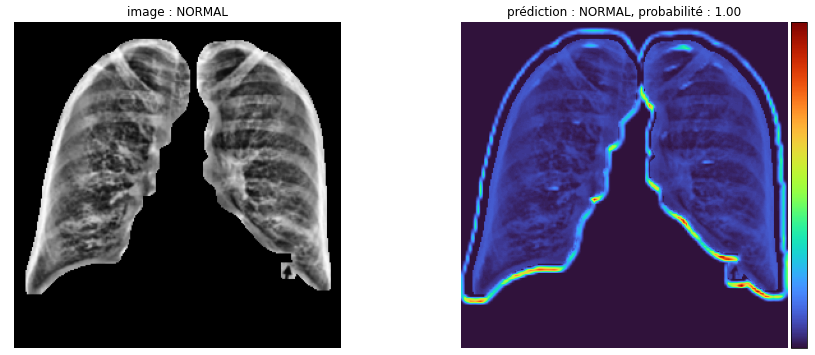 image : NORMAL
prédiction : NORMAL, probabilité : 1.00